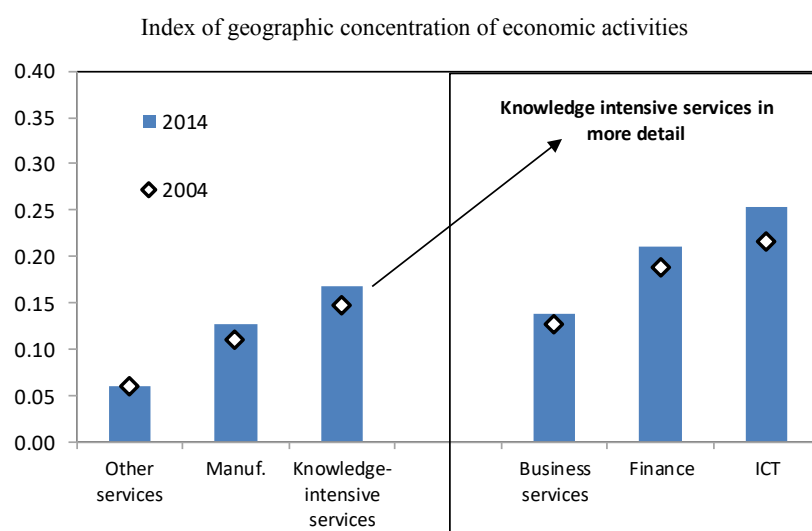 Index of geographic concentration of economic activities
0.40
0.35
0.30
0.25
0.20
0.15
0.10
0.05
0.00
2014
2004
Knowledge intensive services in
more detail
Other
services
Manuf.
Knowledge-
intensive
services
Business
services
Finance
ICT